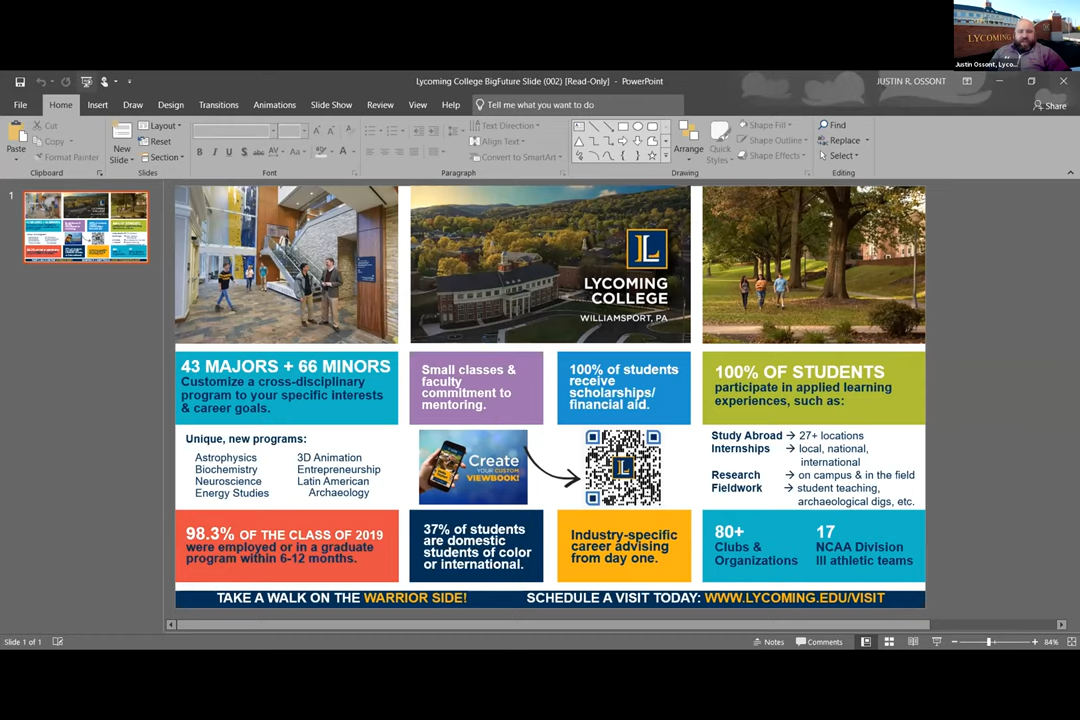 LYCOMING
Justin Ossont, Lyco...
Lycoming College BigFuture Slide (002) [Read-Only] - PowerPoint
JUSTIN R. OSSONT
File Home Insert Draw Design Transitions Animations Slide Show Review View Help Tell me what you want to do
Share
Paste
Cut
Copy
Format Painter
Clipboard
New
Slide
Layout
Reset
Section
Slides
B I U S abc AV Aa A
Font
Text Direction
Align Text
Convert to SmartArt
Paragraph
Arrange
Quick
Styles
Shape Fill
Shape Outline
Shape Effects
Drawing
Find
Replace
Select
Editing
1
L
LYCOMING
COLLEGE
WILLIAMSPORT, PA
43 MAJORS + 66 MINORS
Customize a cross-disciplinary
program to your specific interests
& career goals.
Small classes &
faculty
commitment to
mentoring.
100% of students
receive
scholarships/
financial aid.
100% OF STUDENTS
participate in applied learning
experiences, such as:
Unique, new programs:
Astrophysics
Biochemistry
Neuroscience
Energy Studies
3D Animation
Entrepreneurship
Latin American
Archaeology
Create
YOUR CUSTOM
VIEWBOOK!
L
Study Abroad → 27+ locations
Internships → local, national,
international
Research → on campus & in the field
Fieldwork → student teaching,
archaeological digs, etc.
98.3% OF THE CLASS OF 2019
were employed or in a graduate
program within 6-12 months.
37% of students
are domestic
students of color
or international.
Industry-specific
career advising
from day one.
80+
Clubs &
Organizations
17
NCAA Division
III athletic teams
TAKE A WALK ON THE WARRIOR SIDE! SCHEDULE A VISIT TODAY: WWW.LYCOMING.EDU/VISIT
Slide 1 of 1
Notes Comments 84%